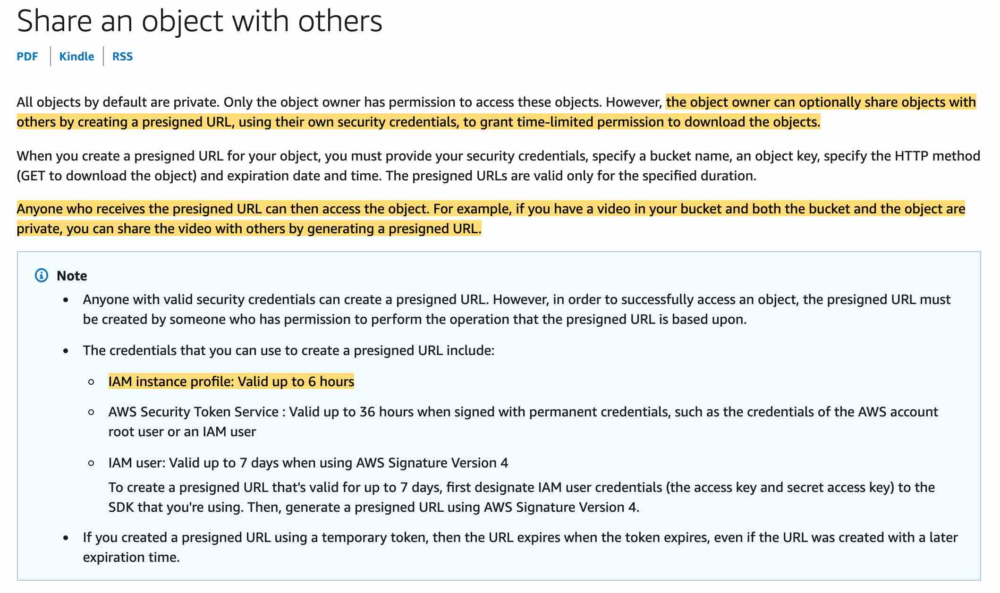 Share an object with others
PDF | Kindle | RSS
All objects by default are private. Only the object owner has permission to access these objects. However, the object owner can optionally share objects with
others by creating a presigned URL, using their own security credentials, to grant time-limited permission to download the objects.
When you create a presigned URL for your object, you must provide your security credentials, specify a bucket name, an object key, specify the HTTP method
(GET to download the object) and expiration date and time. The presigned URLs are valid only for the specified duration.
Anyone who receives the presigned URL can then access the object. For example, if you have a video in your bucket and both the bucket and the object are
private, you can share the video with others by generating a presigned URL.
Note
• Anyone with valid security credentials can create a presigned URL. However, in order to successfully access an object, the presigned URL must
be created by someone who has permission to perform the operation that the presigned URL is based upon.
• The credentials that you can use to create a presigned URL include:
○ IAM instance profile: Valid up to 6 hours
○ AWS Security Token Service : Valid up to 36 hours when signed with permanent credentials, such as the credentials of the AWS account
root user or an IAM user
○ IAM user: Valid up to 7 days when using AWS Signature Version 4
To create a presigned URL that's valid for up to 7 days, first designate IAM user credentials (the access key and secret access key) to the
SDK that you're using. Then, generate a presigned URL using AWS Signature Version 4.
• If you created a presigned URL using a temporary token, then the URL expires when the token expires, even if the URL was created with a later
expiration time.